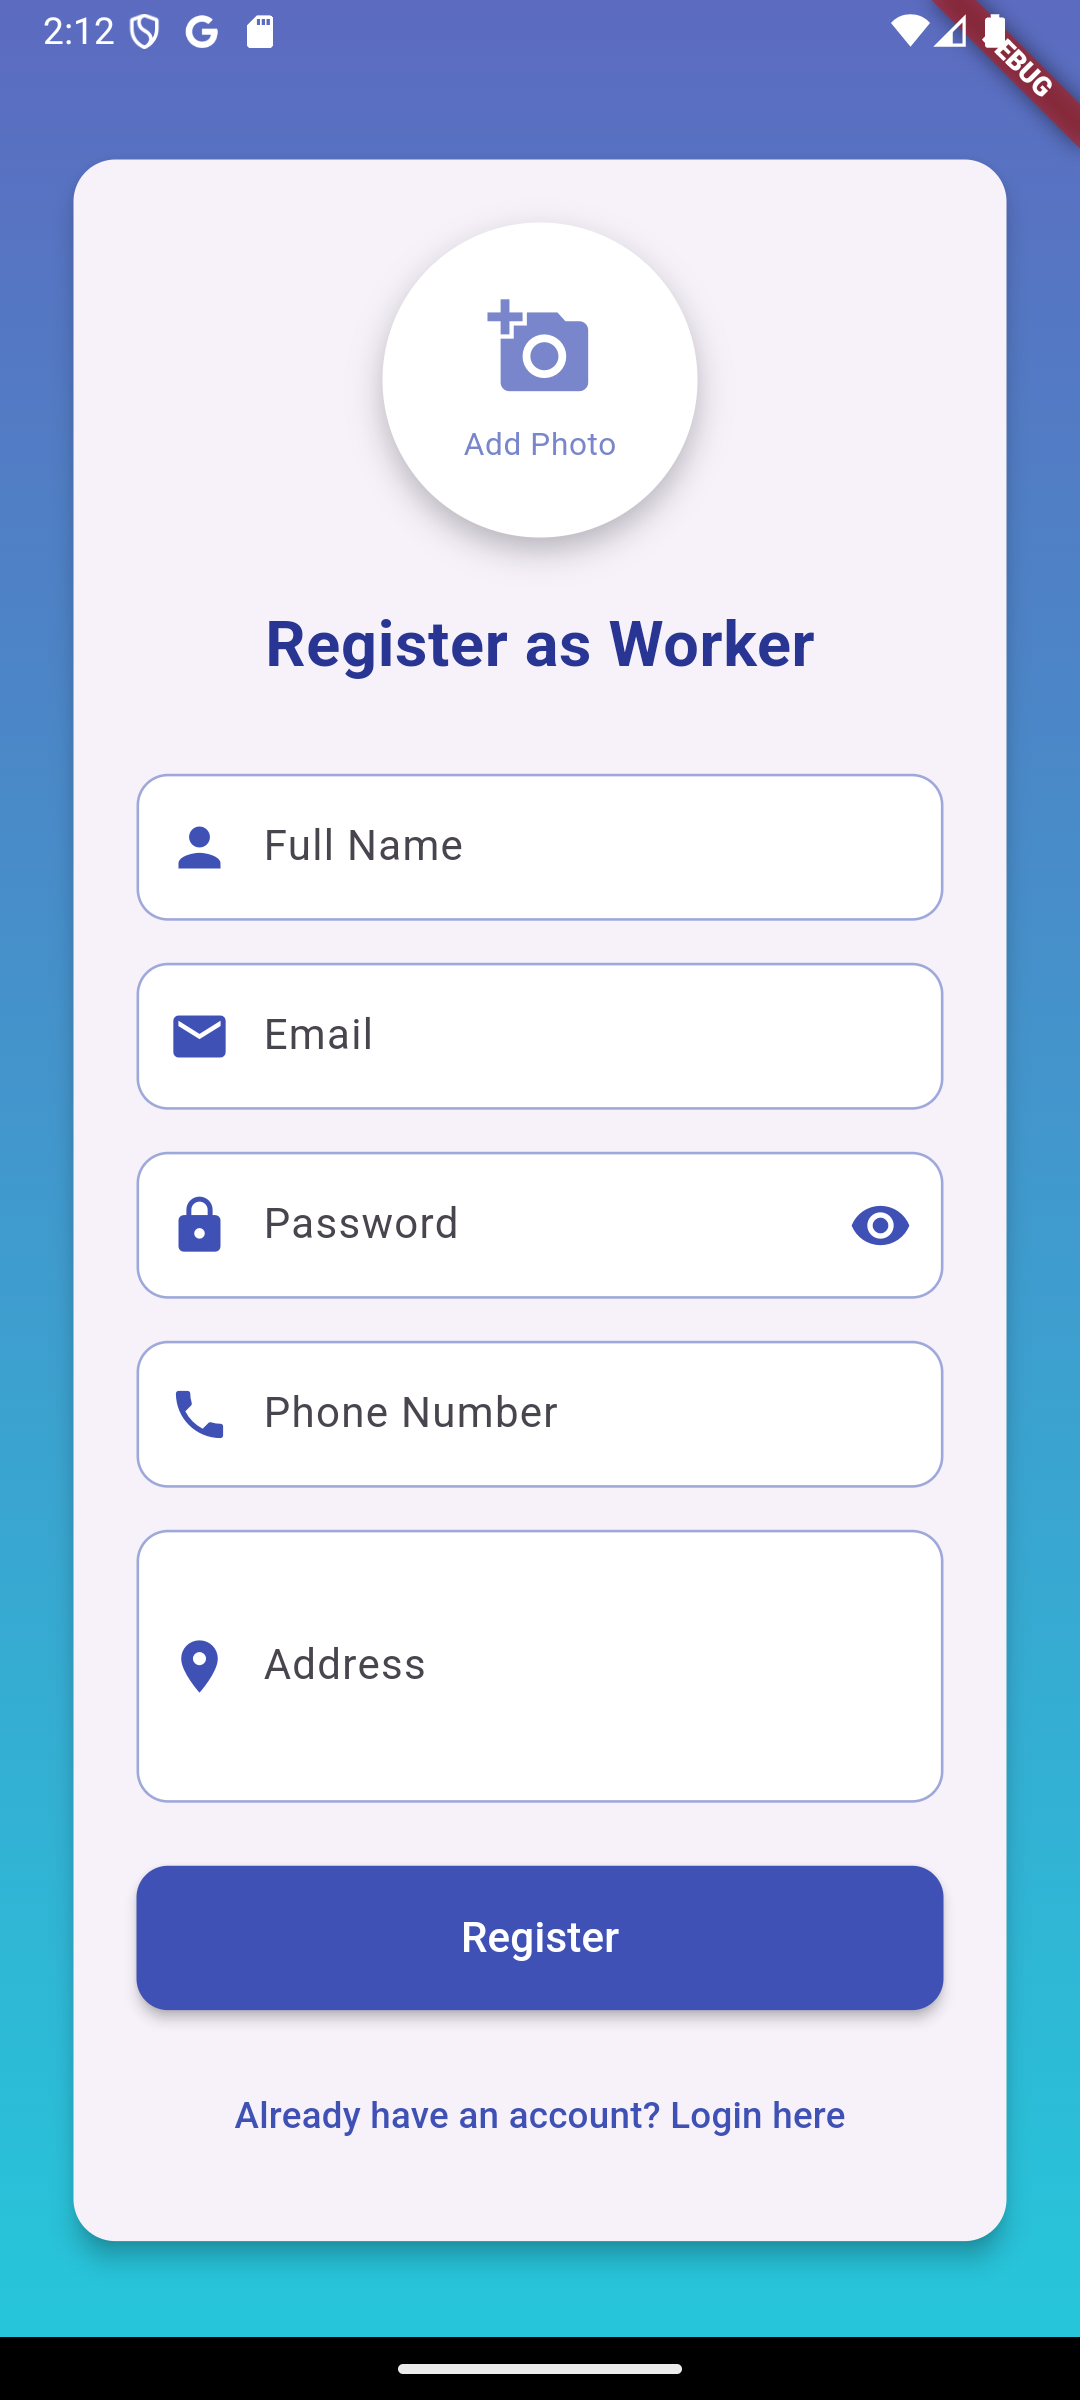 2:12
Add Photo
Register as Worker
Full Name
Email
Password
Phone Number
Address
Register
Already have an account? Login here